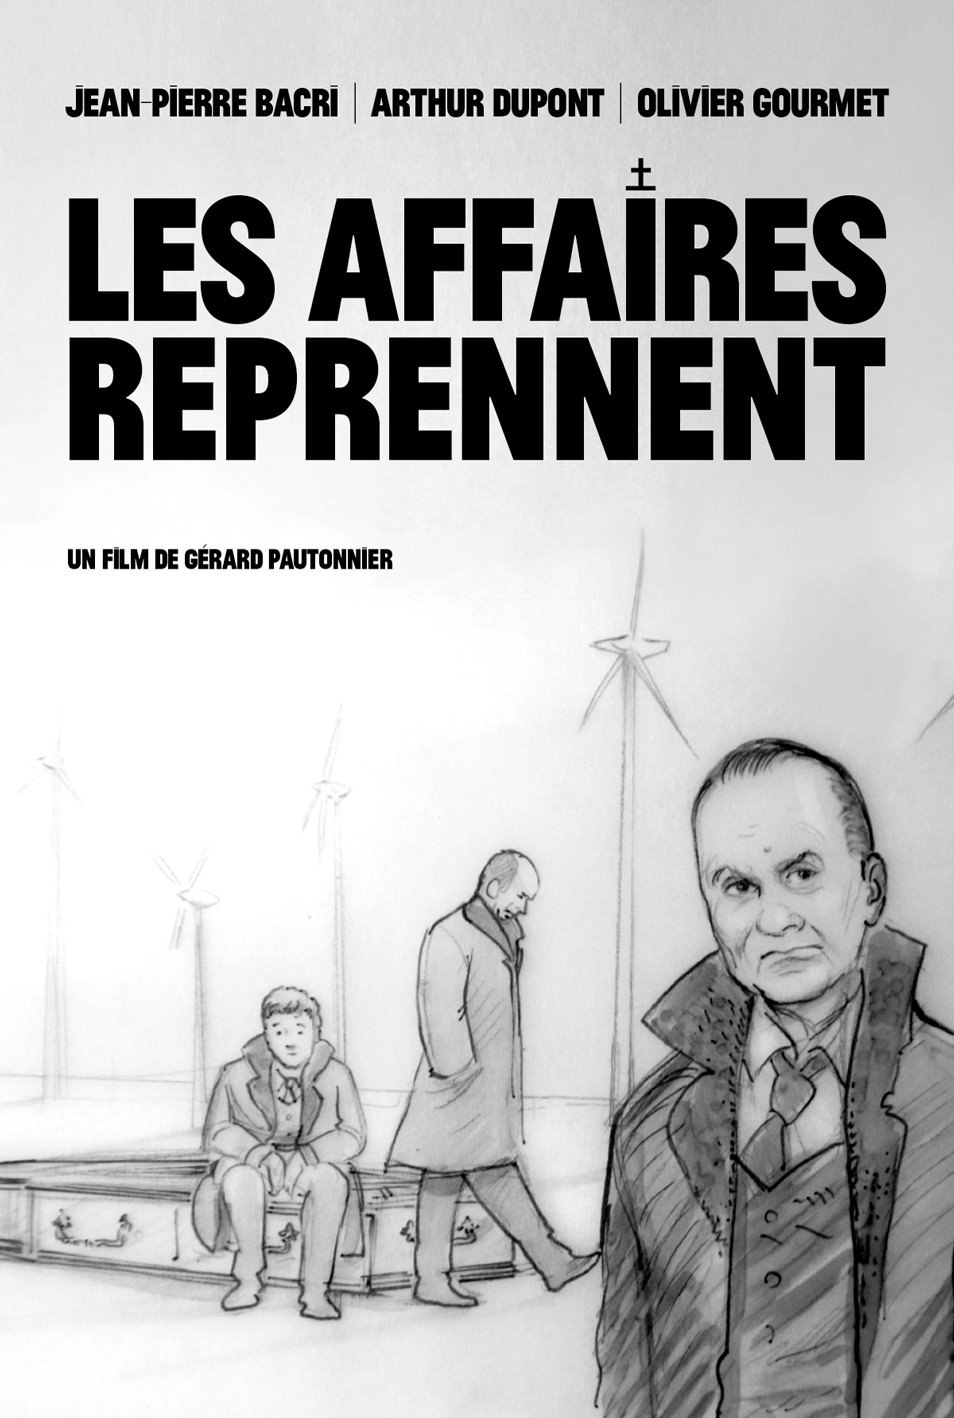 JEAN-PIERRE BACRI | ARTHUR DUPONT | OLIVIER GOURMET
LES AFFAIRES
REPRENNENT
UN FILM DE GÉRARD PAUTONNIER